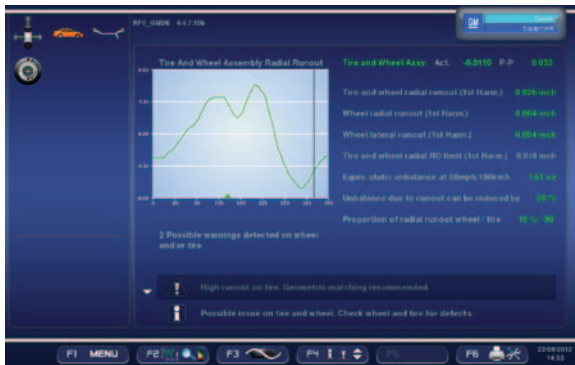 RFV_GUIDE 4.4.7.19b
GM
Equipment
Tire And Wheel Assembly Radial Runout
Tire and Wheel Assy. Act. -0.0110 P-P 0.032
Tire and wheel radial runout (1st Harm.) 0.026 inch
Wheel radial runout (1st Harm.) 0.004 inch
Wheel lateral runout (1st Harm.) 0.004 inch
Tire and wheel radial RO limit (1st Harm.) 0.018 inch
Equiv. static unbalance at 50mph/100kmh 1.61 oz
Unbalance due to runout can be reduced by
Proportion of radial runout wheel / tire
2 Possible warnings detected on wheel
and/or tire
High runout on tire. Geometric matching recommended.
Possible issue on tire and wheel. Check wheel and tire for defects.
F1 MENU F2 F3 F4 F5 F6
14:53